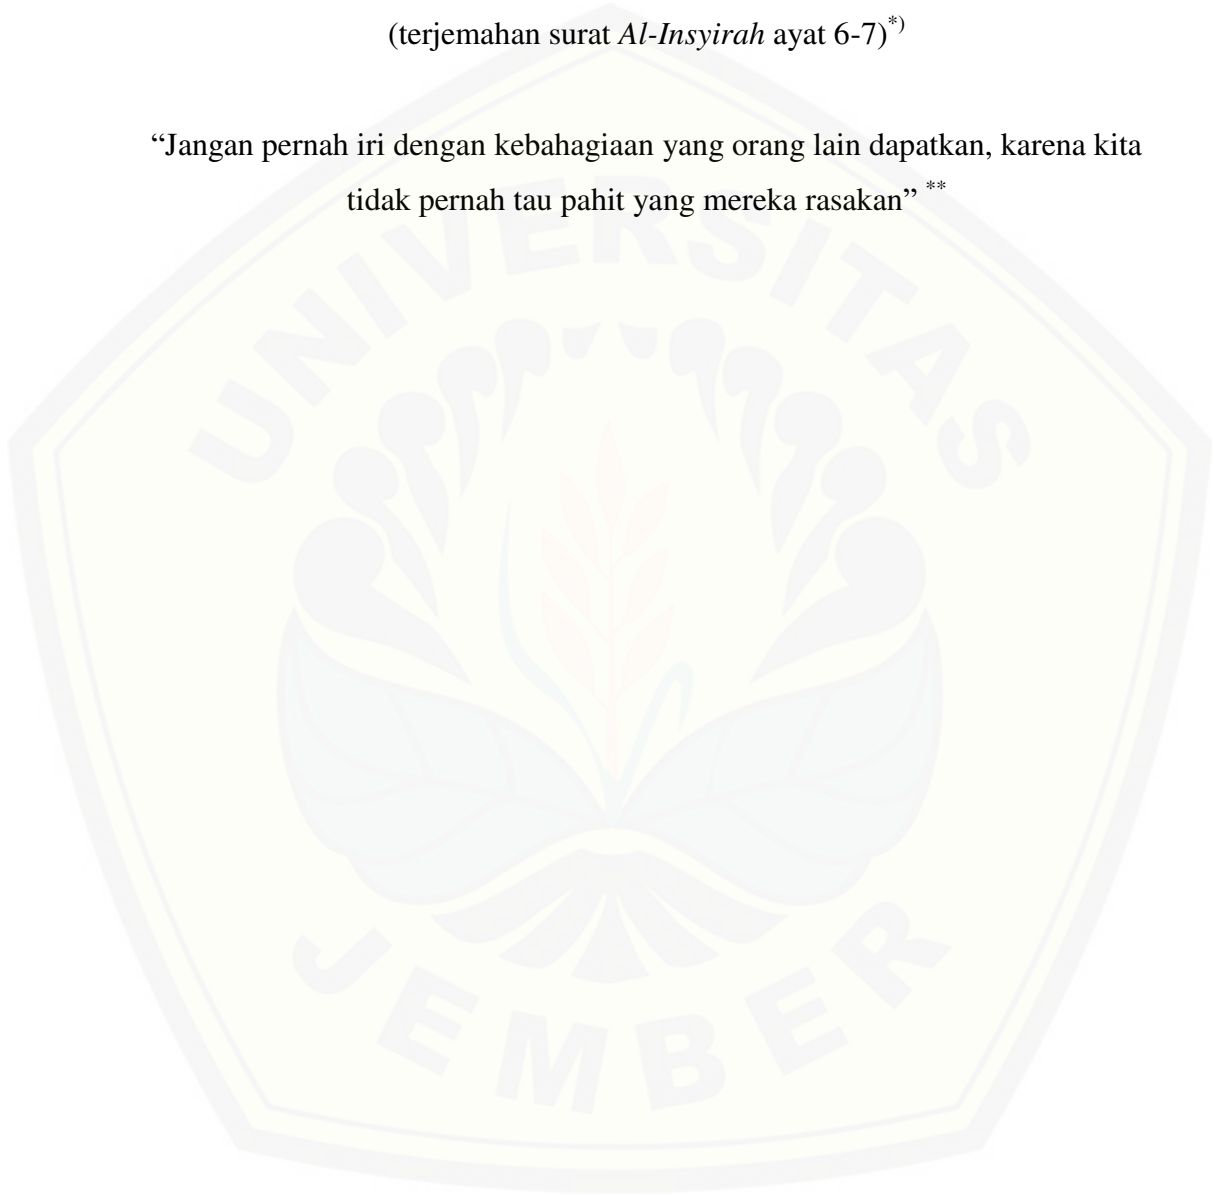 (terjemahan surat Al-Insyirah ayat 6-7)*)
“Jangan pernah iri dengan kebahagiaan yang orang lain dapatkan, karena kita
tidak pernah tau pahit yang mereka rasakan” **
UNIVERSITAS
JEMBER